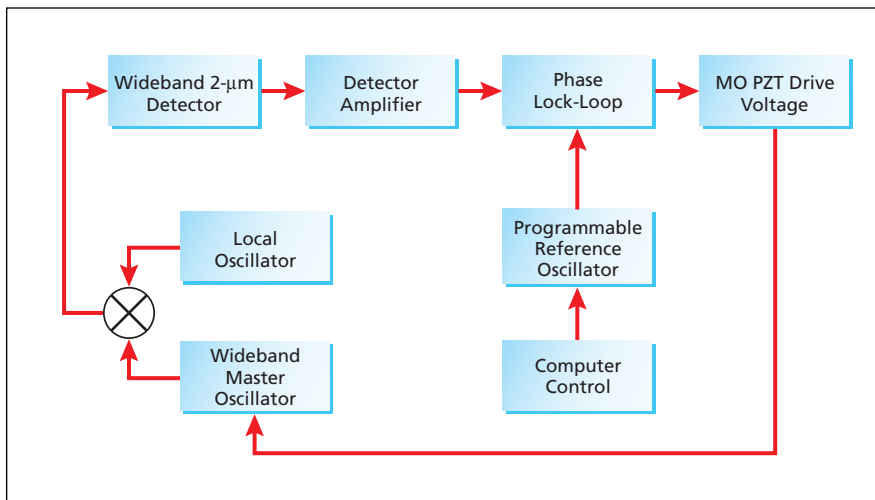 Wideband 2-μm
Detector
Detector
Amplifier
Phase
Lock-Loop
MO PZT Drive
Voltage
Local
Oscillator
Programmable
Reference
Oscillator
Wideband
Master
Oscillator
Computer
Control